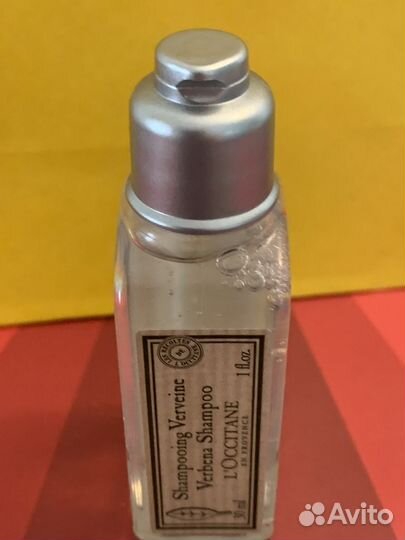 Shampooing Verveine
Verbena Shampoo
L'OCCITANE
EN PROVENCE
30 ml
1 fl.oz.
Avito